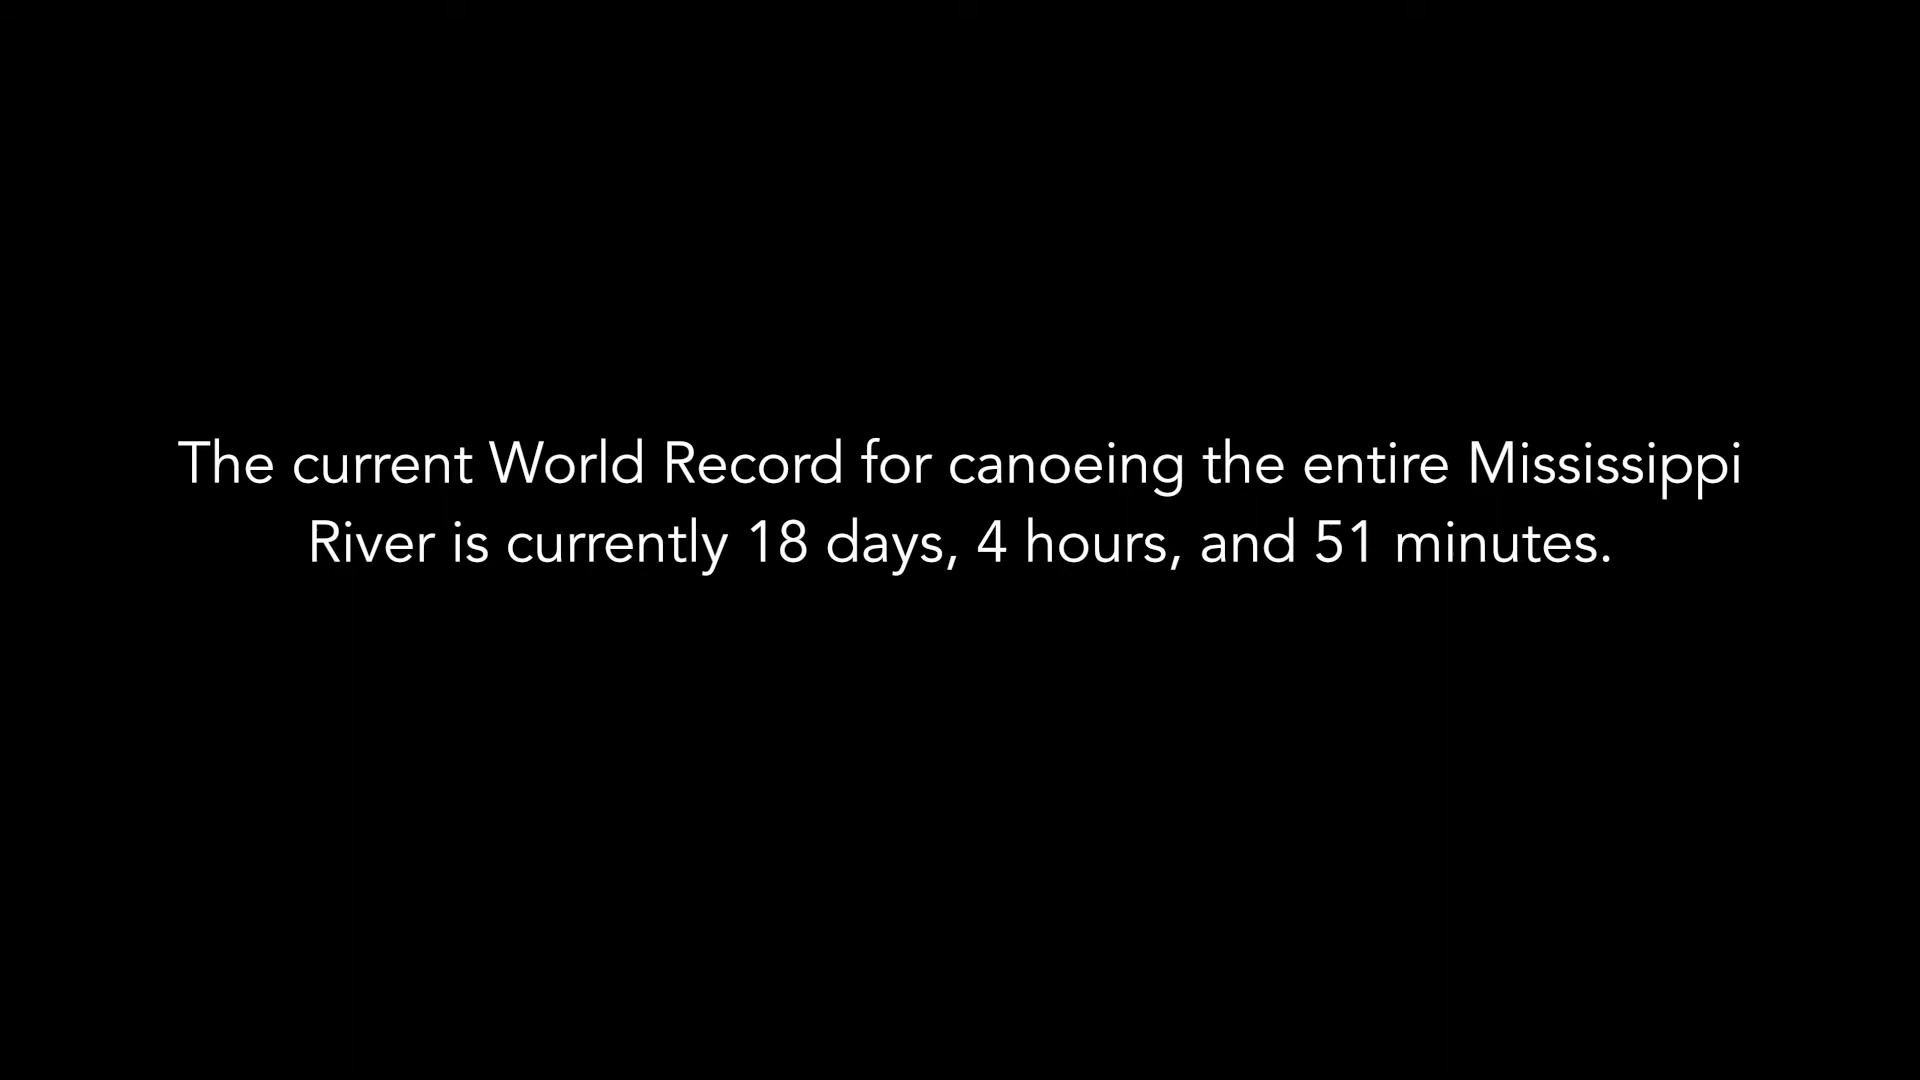 The current World Record for canoeing the entire Mississippi
River is currently 18 days, 4 hours, and 51 minutes.